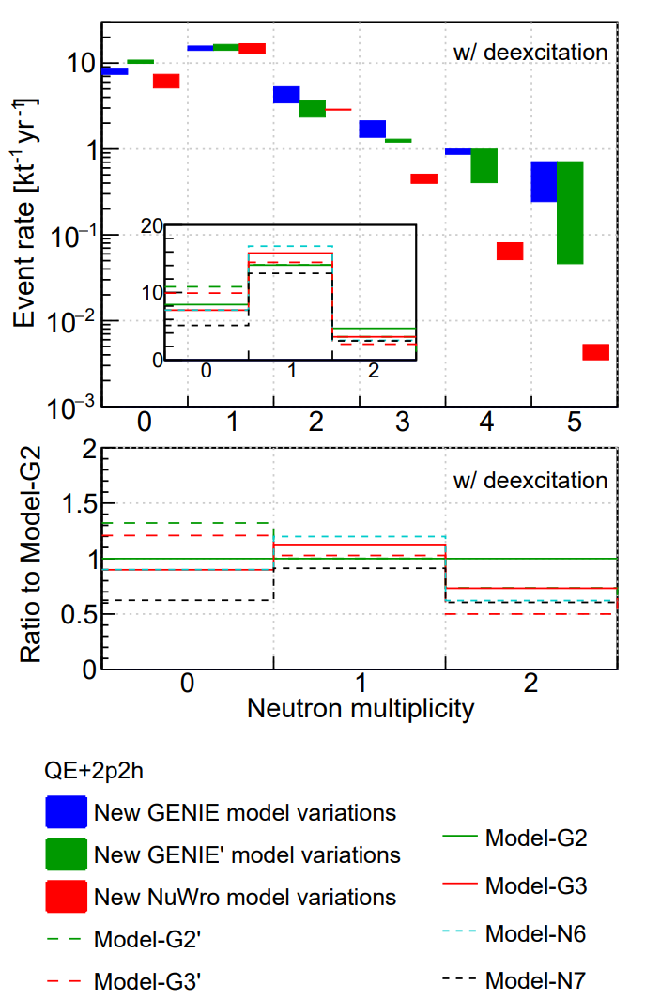 w/ deexcitation
Event rate [kt⁻¹ yr⁻¹]
10
1
10⁻¹
10⁻²
10⁻³
20
10
0
0 1 2
0 1 2 3 4 5
w/ deexcitation
Ratio to Model-G2
2
1.5
1
0.5
0
0 1 2
Neutron multiplicity
QE+2p2h
New GENIE model variations
New GENIE' model variations
New NuWro model variations
Model-G2'
Model-G3'
Model-G2
Model-G3
Model-N6
Model-N7